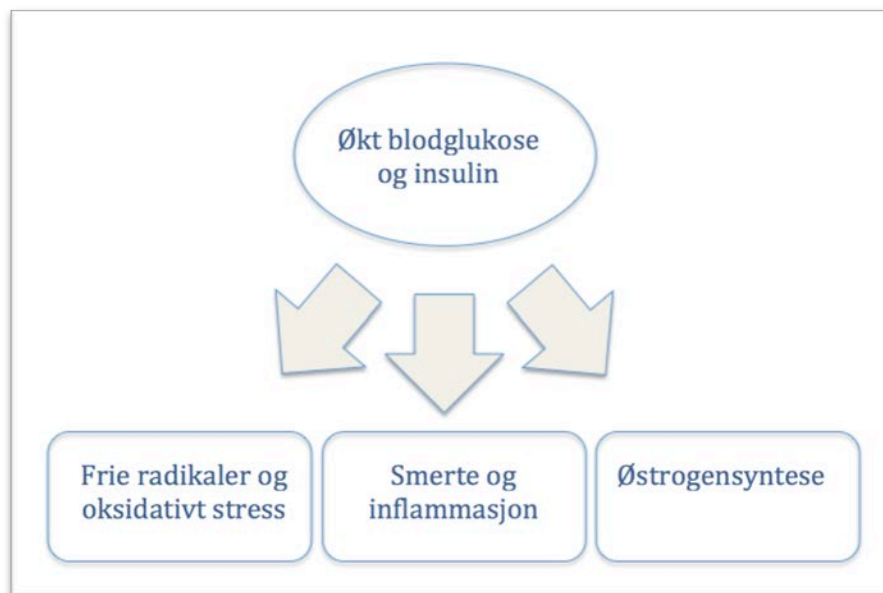 Økt blodglukose
og insulin
Frie radikaler og
oksidativt stress
Smerte og
inflammasjon
Østrogensyntese